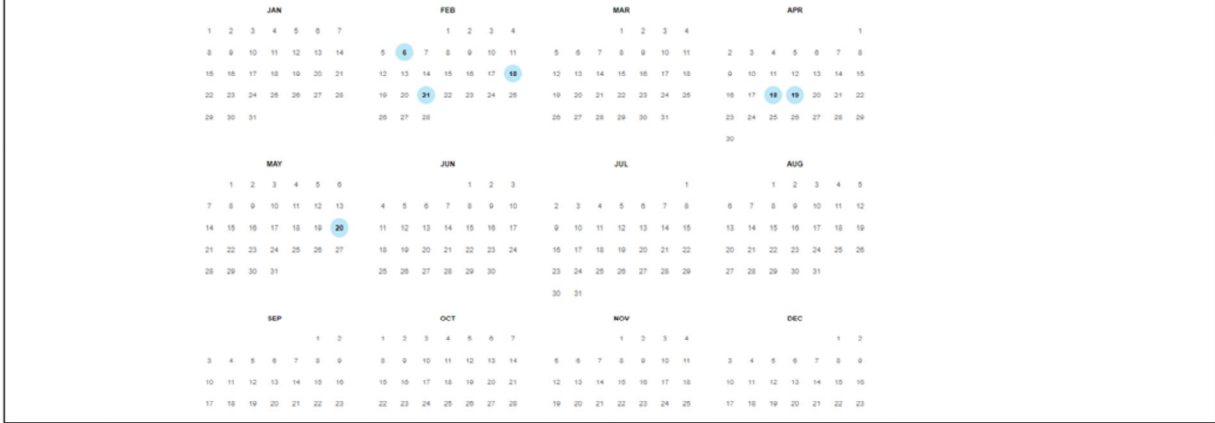 JAN
1 2 3 4 5 6 7
8 9 10 11 12 13 14
15 16 17 18 19 20 21
22 23 24 25 26 27 28
29 30 31
FEB
1 2 3 4
5 6 7 8 9 10 11
12 13 14 15 16 17 18
19 20 21 22 23 24 25
26 27 28
MAR
1 2 3 4
5 6 7 8 9 10 11
12 13 14 15 16 17 18
19 20 21 22 23 24 25
26 27 28 29 30 31
APR
1
2 3 4 5 6 7 8
9 10 11 12 13 14 15
16 17 18 19 20 21 22
23 24 25 26 27 28 29
30
MAY
1 2 3 4 5 6
7 8 9 10 11 12 13
14 15 16 17 18 19 20
21 22 23 24 25 26 27
28 29 30 31
JUN
1 2 3
4 5 6 7 8 9 10
11 12 13 14 15 16 17
18 19 20 21 22 23 24
25 26 27 28 29 30
JUL
1
2 3 4 5 6 7 8
9 10 11 12 13 14 15
16 17 18 19 20 21 22
23 24 25 26 27 28 29
30 31
AUG
1 2 3 4 5
6 7 8 9 10 11 12
13 14 15 16 17 18 19
20 21 22 23 24 25 26
27 28 29 30 31
SEP
1 2
3 4 5 6 7 8 9
10 11 12 13 14 15 16
17 18 19 20 21 22 23
OCT
1 2 3 4 5 6 7
8 9 10 11 12 13 14
15 16 17 18 19 20 21
22 23 24 25 26 27 28
NOV
1 2 3 4
5 6 7 8 9 10 11
12 13 14 15 16 17 18
19 20 21 22 23 24 25
DEC
1 2
3 4 5 6 7 8 9
10 11 12 13 14 15 16
17 18 19 20 21 22 23